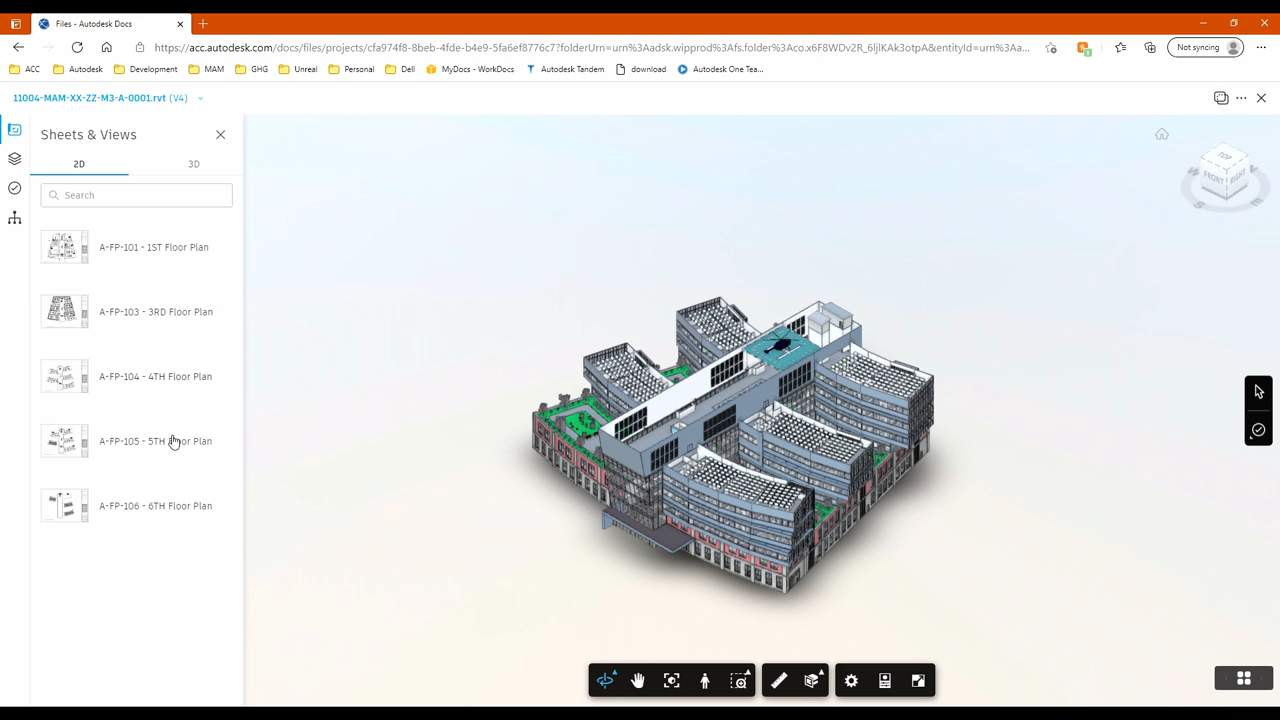 Files - Autodesk Docs
https://acc.autodesk.com/docs/files/projects/cfa974f8-8beb-4fde-b4e9-5fa6ef8776c7?folderUrn=urn%3Aadsk.wipprod%3Afs.folder%3Aco.x6F8WDv2R_6ljlKAk3otpA&entityId=urn%3Aa...
Not syncing
ACC Autodesk Development MAM GHG Unreal Personal Dell MyDocs - WorkDocs Autodesk Tandem download Autodesk One Tea...
11004-MAM-XX-ZZ-M3-A-0001.rvt (V4)
Sheets & Views
2D 3D
Search
A-FP-101 - 1ST Floor Plan
A-FP-103 - 3RD Floor Plan
A-FP-104 - 4TH Floor Plan
A-FP-105 - 5TH Floor Plan
A-FP-106 - 6TH Floor Plan
TOP
FRONT RIGHT